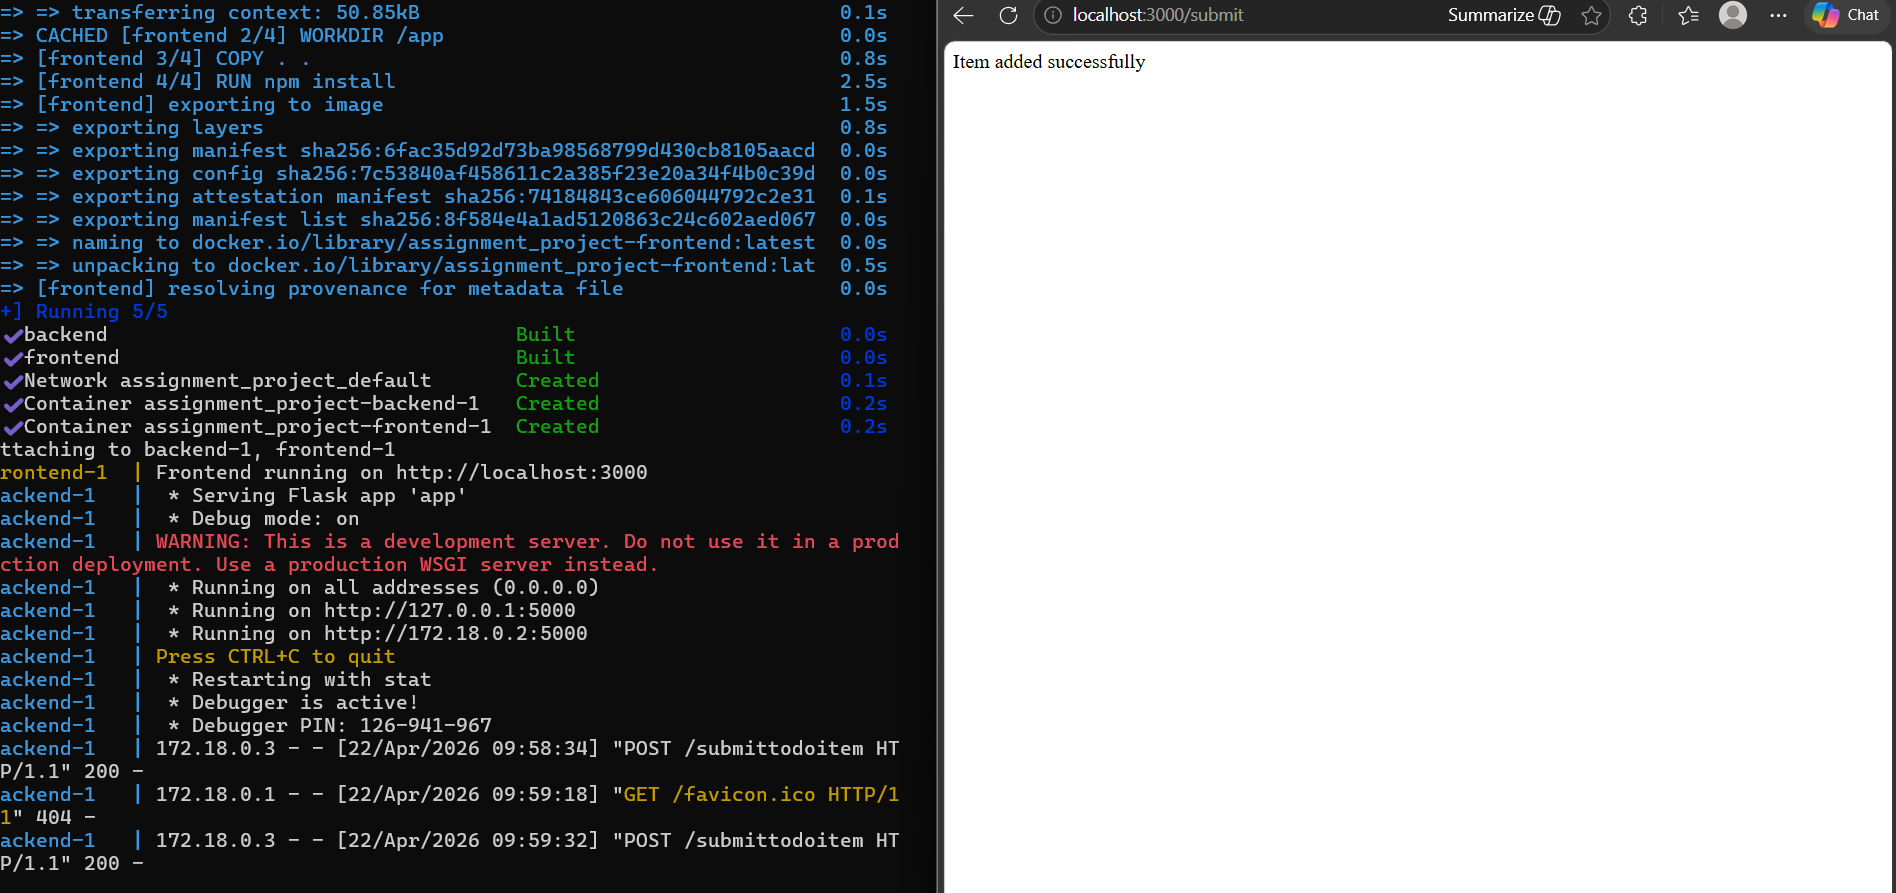 => => transferring context: 50.85kB 0.1s
=> CACHED [frontend 2/4] WORKDIR /app 0.0s
=> [frontend 3/4] COPY . . 0.8s
=> [frontend 4/4] RUN npm install 2.5s
=> [frontend] exporting to image 1.5s
=> => exporting layers 0.8s
=> => exporting manifest sha256:6fac35d92d73ba98568799d430cb8105aacd 0.0s
=> => exporting config sha256:7c53840af458611c2a385f23e20a34f4b0c39d 0.0s
=> => exporting attestation manifest sha256:74184843ce606044792c2e31 0.1s
=> => exporting manifest list sha256:8f584e4a1ad5120863c24c602aed067 0.0s
=> => naming to docker.io/library/assignment_project-frontend:latest 0.0s
=> => unpacking to docker.io/library/assignment_project-frontend:lat 0.5s
=> [frontend] resolving provenance for metadata file 0.0s
+] Running 5/5
✔backend Built 0.0s
✔frontend Built 0.0s
✔Network assignment_project_default Created 0.1s
✔Container assignment_project-backend-1 Created 0.2s
✔Container assignment_project-frontend-1 Created 0.2s
ttaching to backend-1, frontend-1
rontend-1 | Frontend running on http://localhost:3000
ackend-1 | * Serving Flask app 'app'
ackend-1 | * Debug mode: on
ackend-1 | WARNING: This is a development server. Do not use it in a prod
ction deployment. Use a production WSGI server instead.
ackend-1 | * Running on all addresses (0.0.0.0)
ackend-1 | * Running on http://127.0.0.1:5000
ackend-1 | * Running on http://172.18.0.2:5000
ackend-1 | Press CTRL+C to quit
ackend-1 | * Restarting with stat
ackend-1 | * Debugger is active!
ackend-1 | * Debugger PIN: 126-941-967
ackend-1 | 172.18.0.3 - - [22/Apr/2026 09:58:34] "POST /submittodoitem HT
P/1.1" 200 -
ackend-1 | 172.18.0.1 - - [22/Apr/2026 09:59:18] "GET /favicon.ico HTTP/1
1" 404 -
ackend-1 | 172.18.0.3 - - [22/Apr/2026 09:59:32] "POST /submittodoitem HT
P/1.1" 200 -
localhost:3000/submit Summarize Chat
Item added successfully